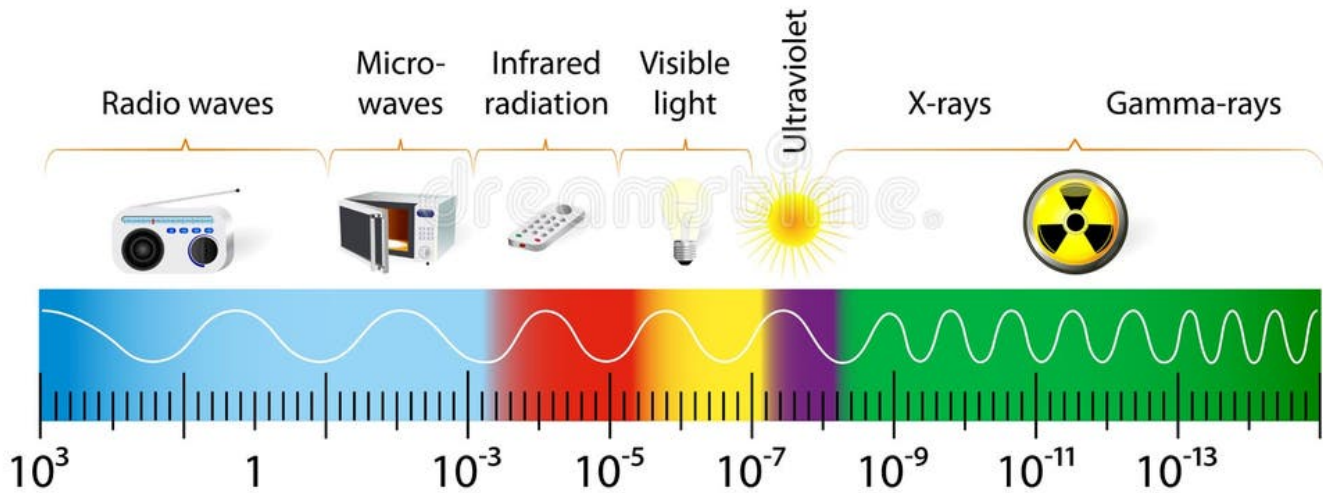 Radio waves
Micro-
waves
Infrared
radiation
Visible
light
Ultraviolet
X-rays
Gamma-rays
dreamstime.
10³
1
10⁻³
10⁻⁵
10⁻⁷
10⁻⁹
10⁻¹¹
10⁻¹³